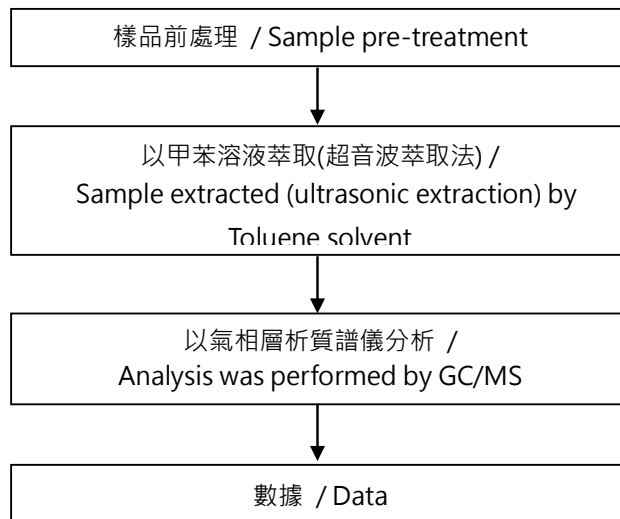 樣品前處理 / Sample pre-treatment
以甲苯溶液萃取(超音波萃取法) /
Sample extracted (ultrasonic extraction) by
Toluene solvent
以氣相層析質譜儀分析 /
Analysis was performed by GC/MS
數據 / Data